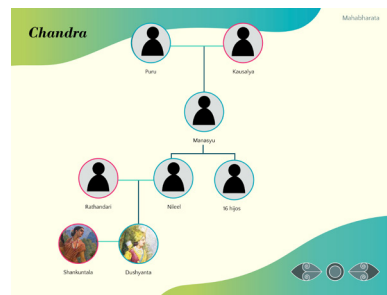 Mahabharata
Chandra
Puru
Kausalya
Manasyu
Rathandari
Nileel
16 hijos
Shankuntala
Dushyanta